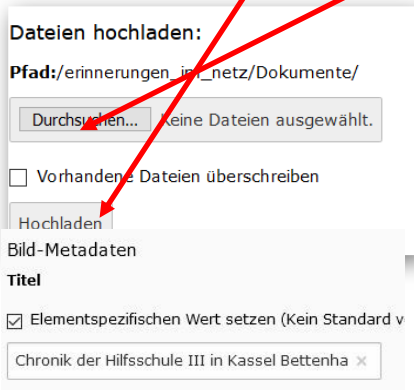 Dateien hochladen:
Pfad:/erinnerungen_im_netz/Dokumente/
Durchsuchen... Keine Dateien ausgewählt.
Vorhandene Dateien überschreiben
Hochladen
Bild-Metadaten
Titel
Elementspezifischen Wert setzen (Kein Standard v
Chronik der Hilfsschule III in Kassel Bettenha ×